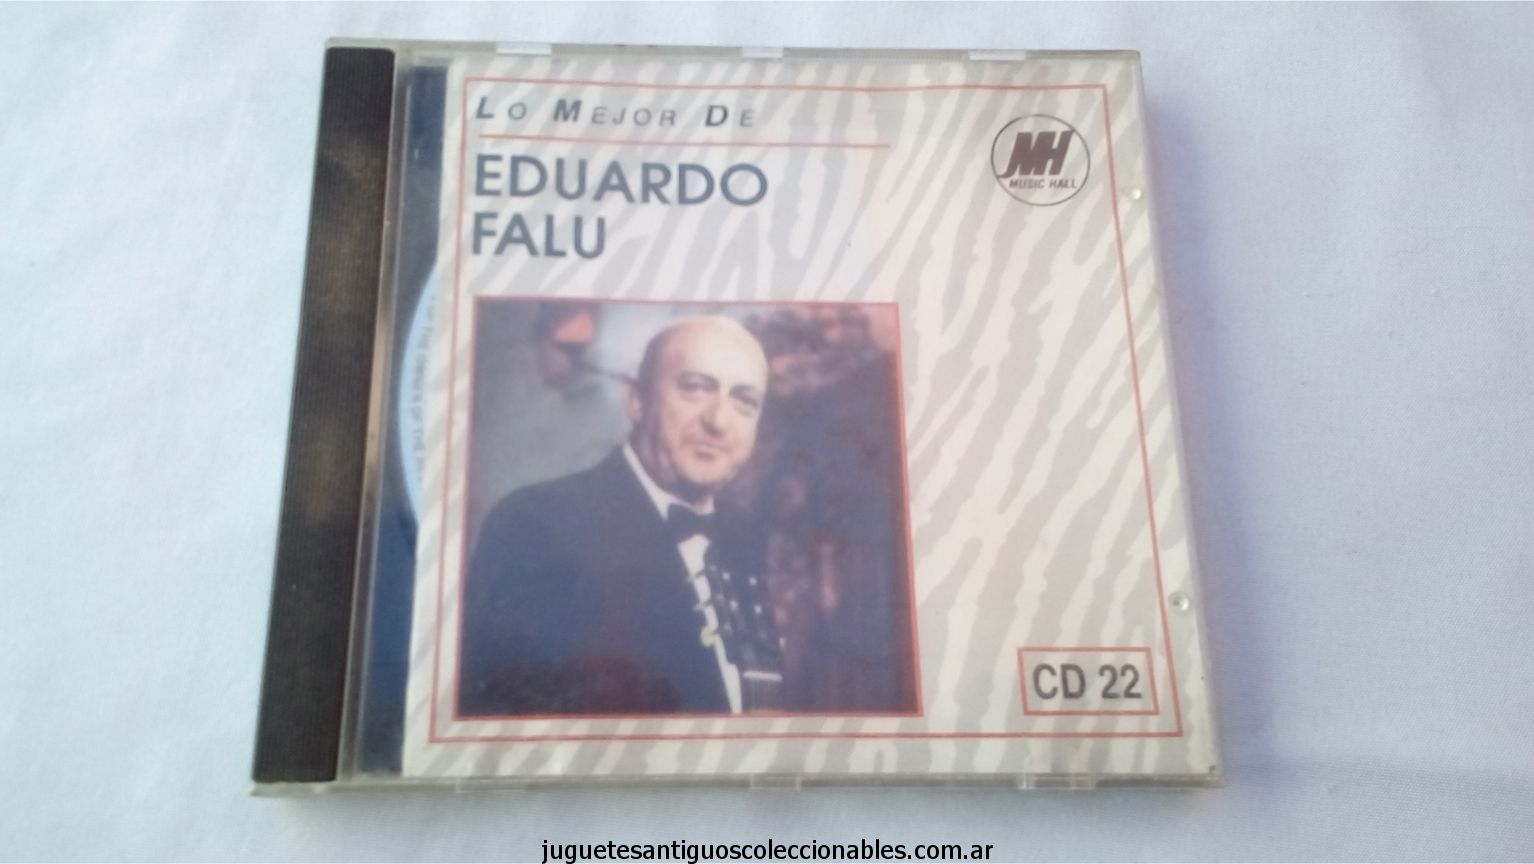 LO MEJOR DE
EDUARDO
FALU
MH
MUSIC HALL
CD 22
juguetesantiguoscoleccionables.com.ar